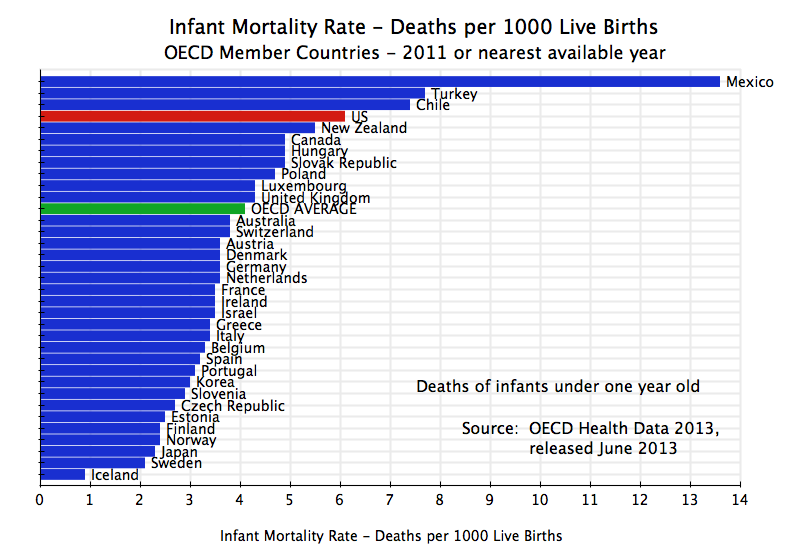 Infant Mortality Rate – Deaths per 1000 Live Births
OECD Member Countries – 2011 or nearest available year
Mexico
Turkey
Chile
US
New Zealand
Canada
Hungary
Slovak Republic
Poland
Luxembourg
United Kingdom
OECD AVERAGE
Australia
Switzerland
Austria
Denmark
Germany
Netherlands
France
Ireland
Israel
Greece
Italy
Belgium
Spain
Portugal
Korea
Slovenia
Czech Republic
Estonia
Finland
Norway
Japan
Sweden
Iceland
Deaths of infants under one year old
Source: OECD Health Data 2013,
released June 2013
0 1 2 3 4 5 6 7 8 9 10 11 12 13 14
Infant Mortality Rate – Deaths per 1000 Live Births